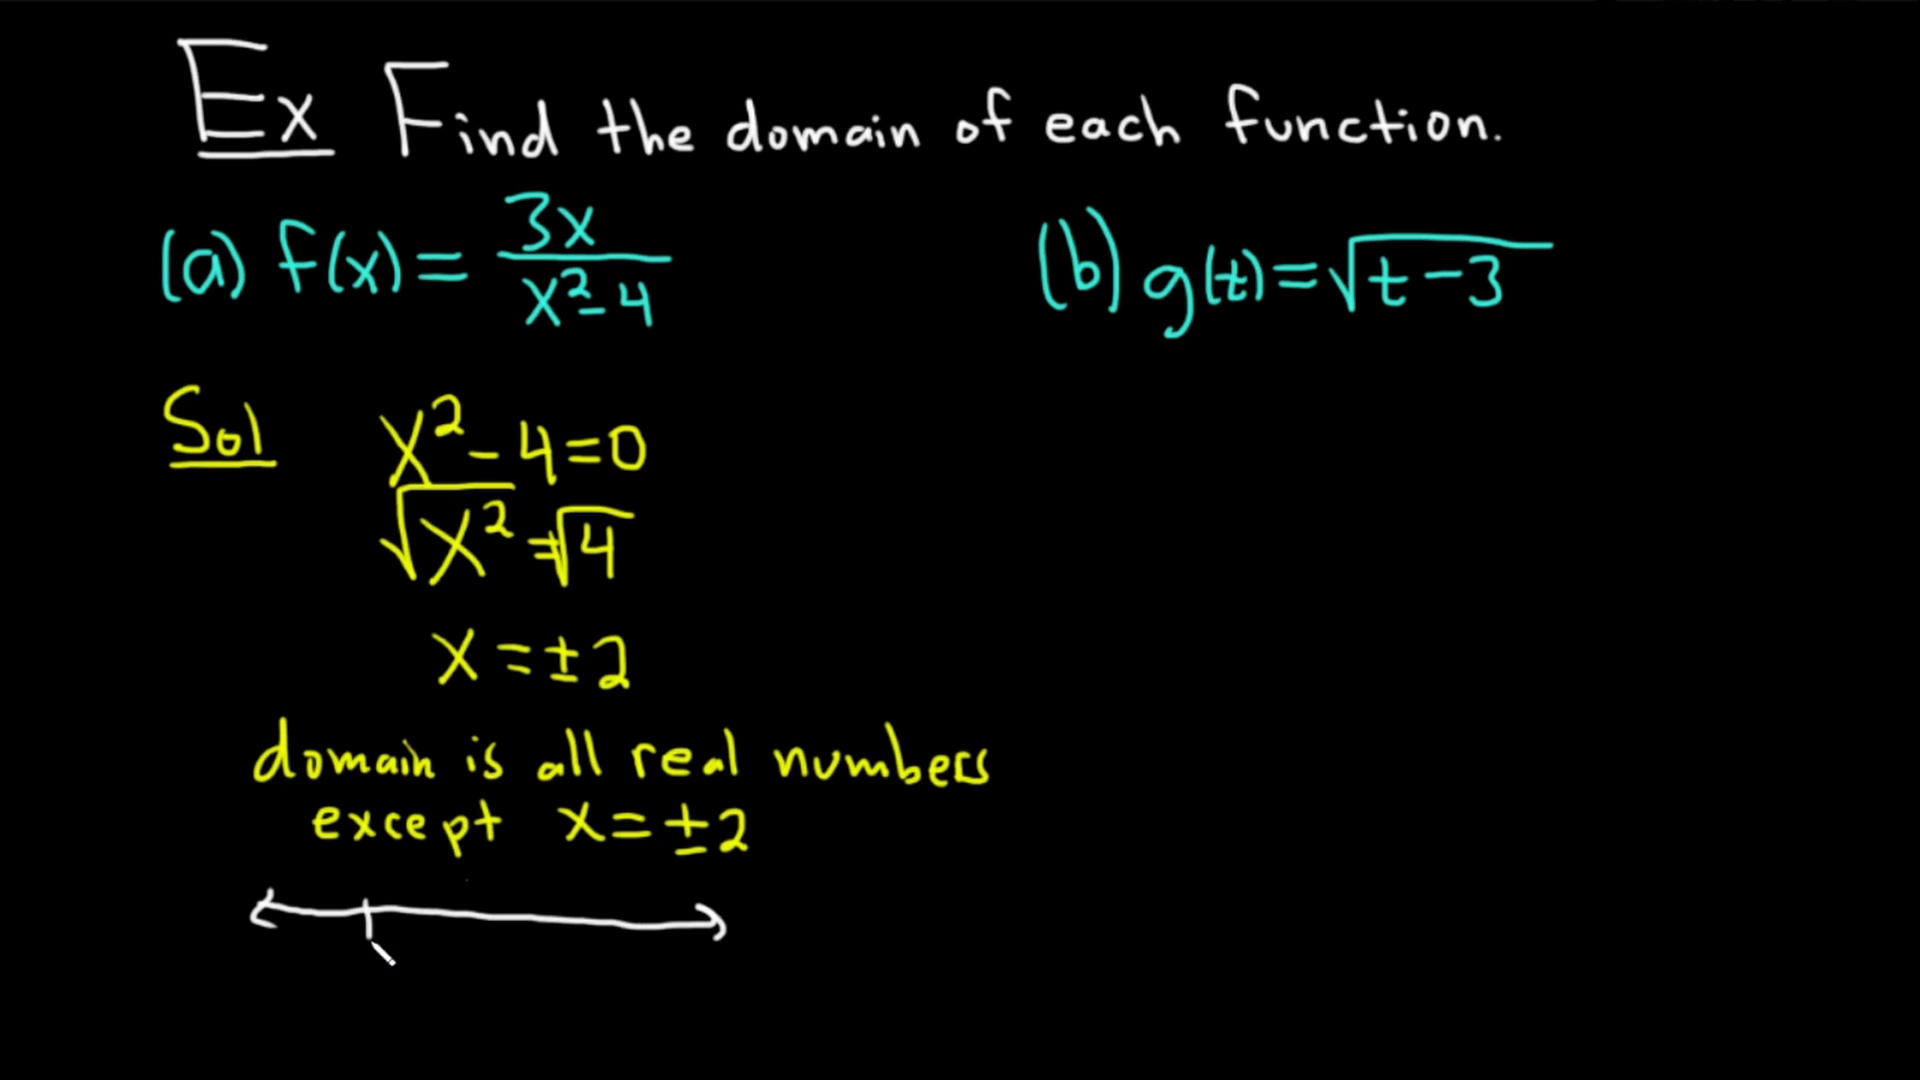 Ex Find the domain of each function.
(a) f(x) = 3x / x² - 4
(b) g(t) = √t - 3
Sol x² - 4 = 0
√x² = √4
x = ± 2
domain is all real numbers
except x = ± 2